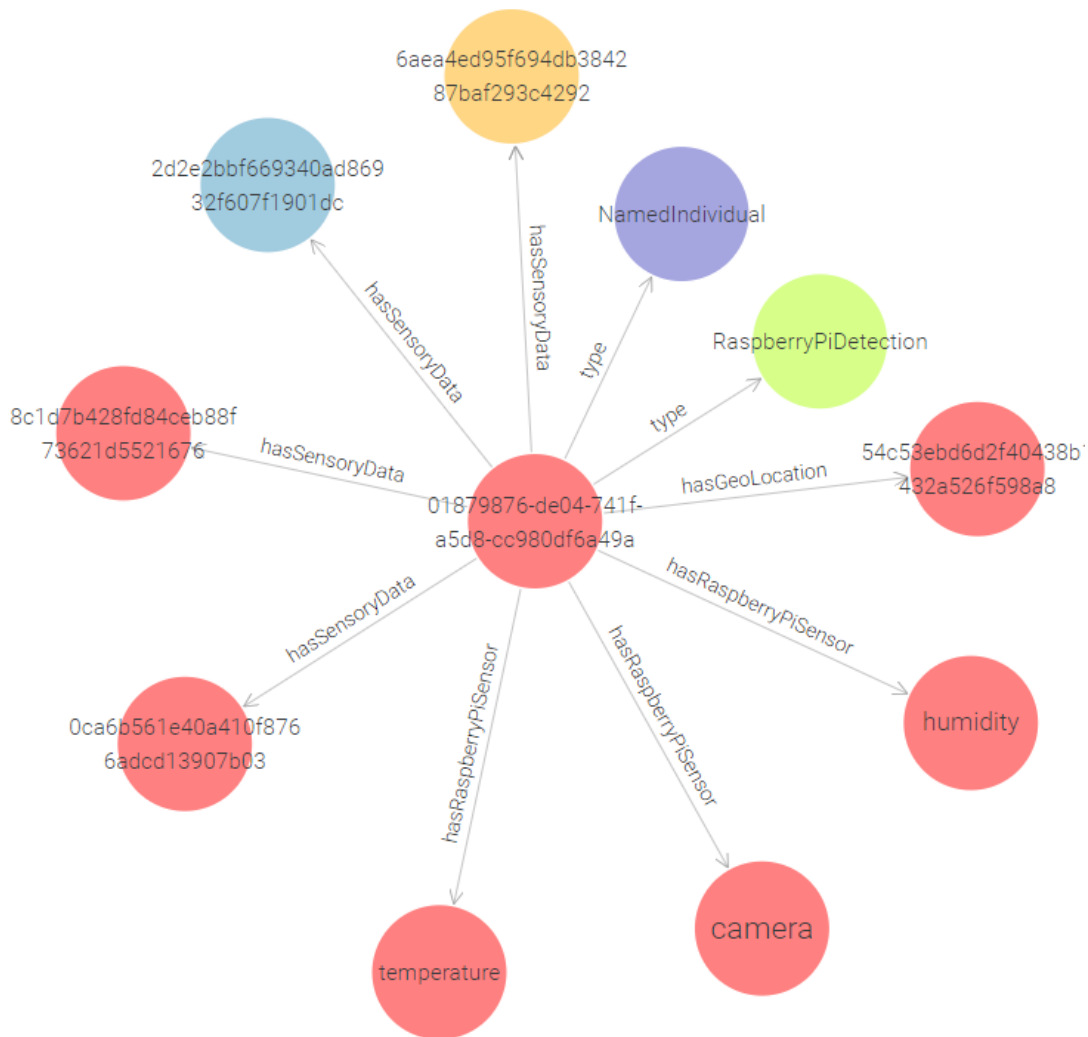 6aea4ed95f694db3842
87baf293c4292
2d2e2bbf669340ad869
32f607f1901dc
NamedIndividual
hasSensoryData
hasSensoryData
type
RaspberryPiDetection
type
8c1d7b428fd84ceb88f
73621d5521676
hasSensoryData
54c53ebd6d2f40438b1
432a526f598a8
hasGeoLocation
01879876-de04-741f-
a5d8-cc980df6a49a
hasSensoryData
hasRaspberryPiSensor
hasRaspberryPiSensor
hasRaspberryPiSensor
0ca6b561e40a410f876
6adcd13907b03
humidity
camera
temperature